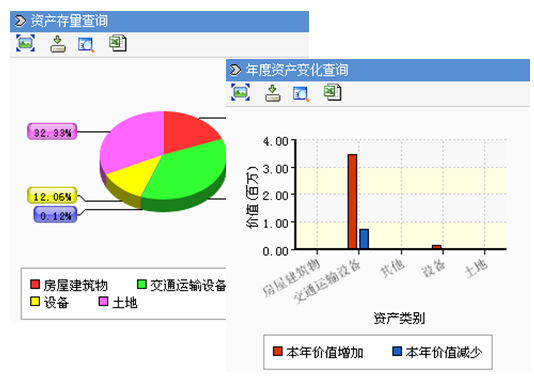 资产存量查询
32.33%
12.06%
0.12%
房屋建筑物
交通运输设备
设备
土地
年度资产变化查询
价值(百万)
4.00
3.00
2.00
1.00
0.00
房屋建筑物
交通运输设备
其他
设备
土地
资产类别
本年价值增加
本年价值减少